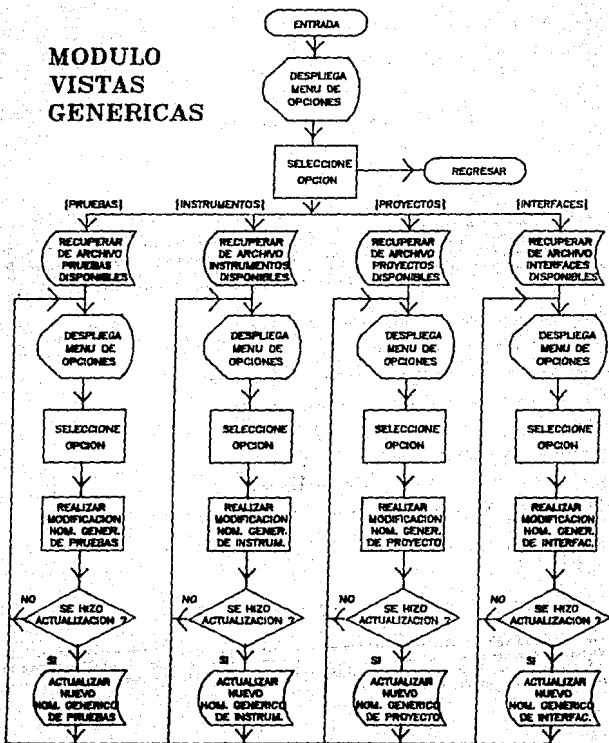 MODULO
VISTAS
GENERICAS
ENTRADA
DESPLIEGA
MENU DE
OPCIONES
SELECCIONE
OPCION
REGRESAR
[PRUEBAS]
[INSTRUMENTOS]
[PROYECTOS]
[INTERFACES]
RECUPERAR
DE ARCHIVO
PRUEBAS
DISPONIBLES
RECUPERAR
DE ARCHIVO
INSTRUMENTOS
DISPONIBLES
RECUPERAR
DE ARCHIVO
PROYECTOS
DISPONIBLES
RECUPERAR
DE ARCHIVO
INTERFACES
DISPONIBLES
DESPLIEGA
MENU DE
OPCIONES
DESPLIEGA
MENU DE
OPCIONES
DESPLIEGA
MENU DE
OPCIONES
DESPLIEGA
MENU DE
OPCIONES
SELECCIONE
OPCION
SELECCIONE
OPCION
SELECCIONE
OPCION
SELECCIONE
OPCION
REALIZAR
MODIFICACION
NOM. GENER.
DE PRUEBAS
REALIZAR
MODIFICACION
NOM. GENER.
DE INSTRUM.
REALIZAR
MODIFICACION
NOM. GENER.
DE PROYECTO
REALIZAR
MODIFICACION
NOM. GENER.
DE INTERFAC.
NO
SE HIZO
ACTUALIZACION ?
NO
SE HIZO
ACTUALIZACION ?
NO
SE HIZO
ACTUALIZACION ?
NO
SE HIZO
ACTUALIZACION ?
SI
ACTUALIZAR
NUEVO
NOM. GENERICO
DE PRUEBAS
SI
ACTUALIZAR
NUEVO
NOM. GENERICO
DE INSTRUM.
SI
ACTUALIZAR
NUEVO
NOM. GENERICO
DE PROYECTO
SI
ACTUALIZAR
NUEVO
NOM. GENERICO
DE INTERFAC.